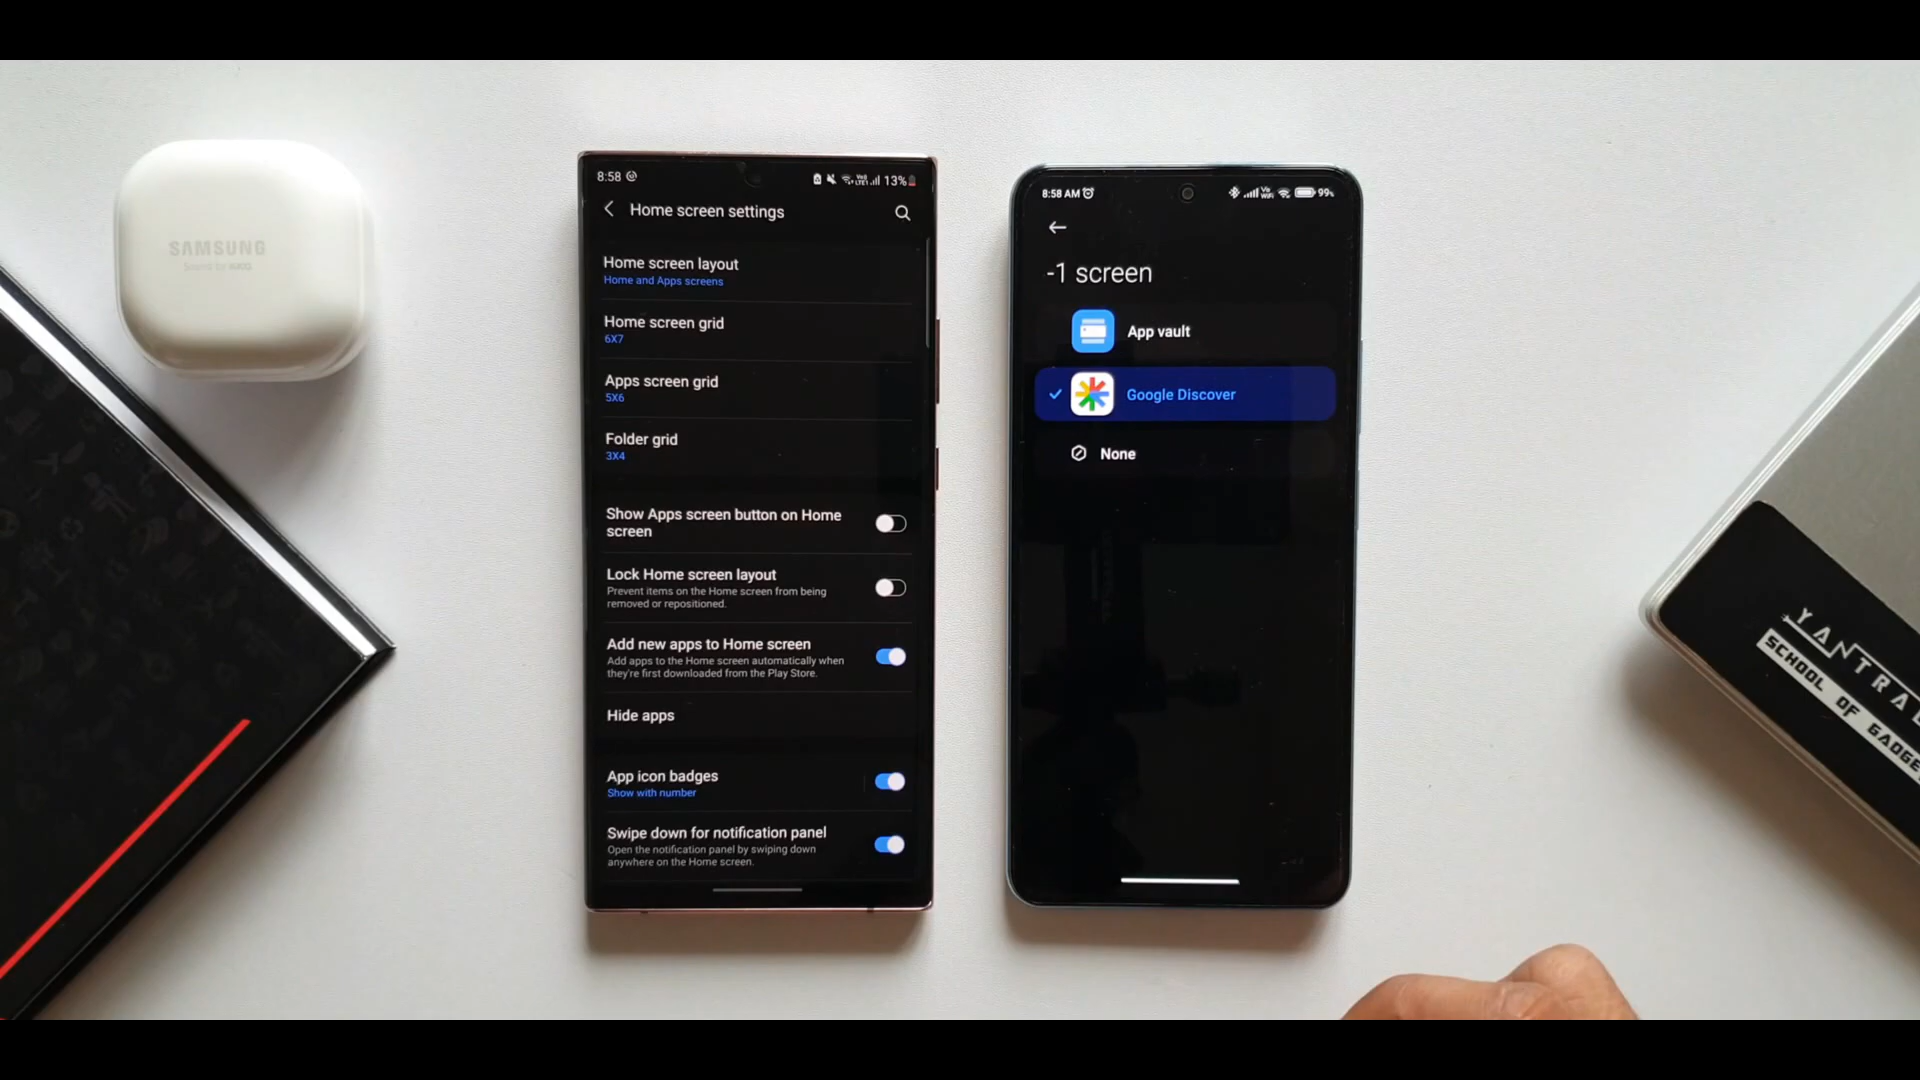 SAMSUNG
Sound by AKG
8:58
13%
Home screen settings
Home screen layout
Home and Apps screens
Home screen grid
6X7
Apps screen grid
5X6
Folder grid
3X4
Show Apps screen button on Home
screen
Lock Home screen layout
Prevent items on the Home screen from being
removed or repositioned.
Add new apps to Home screen
Add apps to the Home screen automatically when
they're first downloaded from the Play Store.
Hide apps
App icon badges
Show with number
Swipe down for notification panel
Open the notification panel by swiping down
anywhere on the Home screen.
8:58 AM
99%
-1 screen
App vault
Google Discover
None
YANTRA
SCHOOL OF GADGE